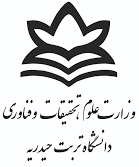 وزارت علوم، تحقیقات و فناوری
دانشگاه تربت حیدریه